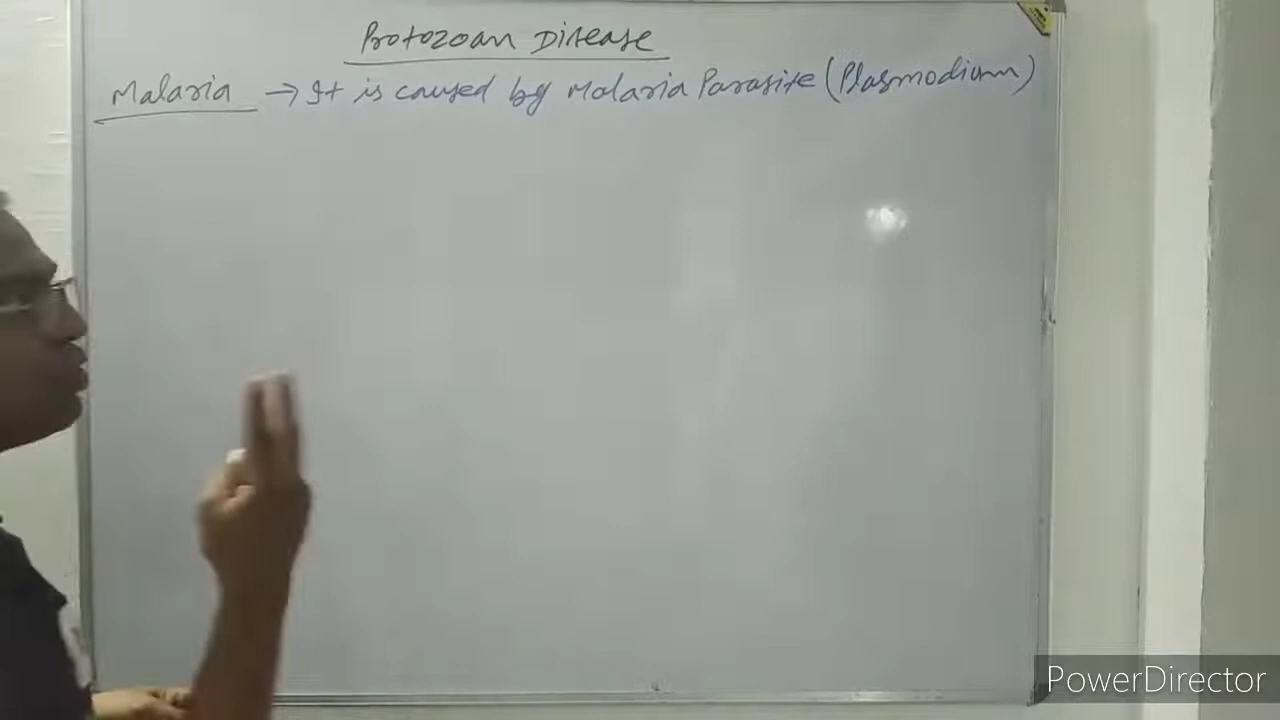 Protozoan Disease
Malaria → It is caused by Malaria Parasite (Plasmodium)
PowerDirector